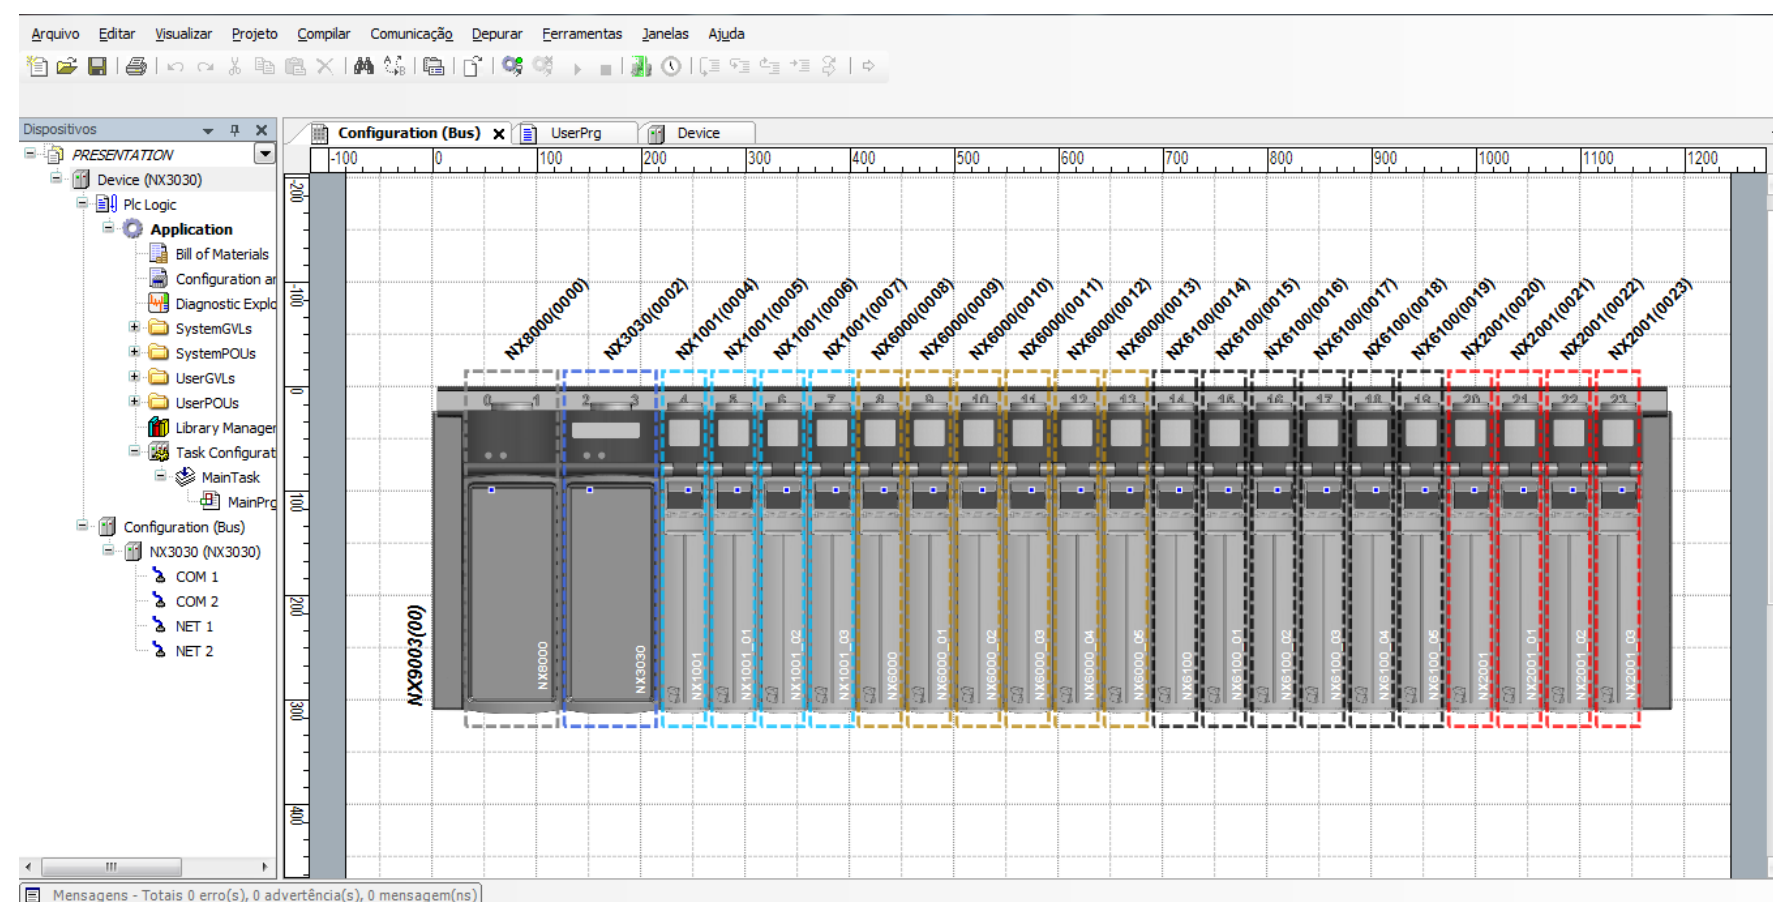 Arquivo Editar Visualizar Projeto Compilar Comunicação Depurar Ferramentas Janelas Ajuda
Dispositivos
Configuration (Bus) UserPrg Device
PRESENTATION
Device (NX3030)
Plc Logic
Application
Bill of Materials
Configuration ar
Diagnostic Explo
SystemGVLs
SystemPOUs
UserGVLs
UserPOUs
Library Manager
Task Configurat
MainTask
MainPrg
Configuration (Bus)
NX3030 (NX3030)
COM 1
COM 2
NET 1
NET 2
-100 0 100 200 300 400 500 600 700 800 900 1000 1100 1200
-200
-100
0
100
200
300
400
NX8000(0000)
NX3030(0002)
NX1001(0004)
NX1001(0005)
NX1001(0006)
NX1001(0007)
NX6000(0008)
NX6000(0009)
NX6000(0010)
NX6000(0011)
NX6000(0012)
NX6000(0013)
NX6100(0014)
NX6100(0015)
NX6100(0016)
NX6100(0017)
NX6100(0018)
NX6100(0019)
NX2001(0020)
NX2001(0021)
NX2001(0022)
NX2001(0023)
0 1 2 3 4 5 6 7 8 9 10 11 12 13 14 15 16 17 18 19 20 21 22 23
NX9003(00)
NX8000
NX3030
NX1001
NX1001_01
NX1001_02
NX1001_03
NX6000
NX6000_01
NX6000_02
NX6000_03
NX6000_04
NX6000_05
NX6100
NX6100_01
NX6100_02
NX6100_03
NX6100_04
NX6100_05
NX2001
NX2001_01
NX2001_02
NX2001_03
Mensagens - Totais 0 erro(s), 0 advertência(s), 0 mensagem(ns)